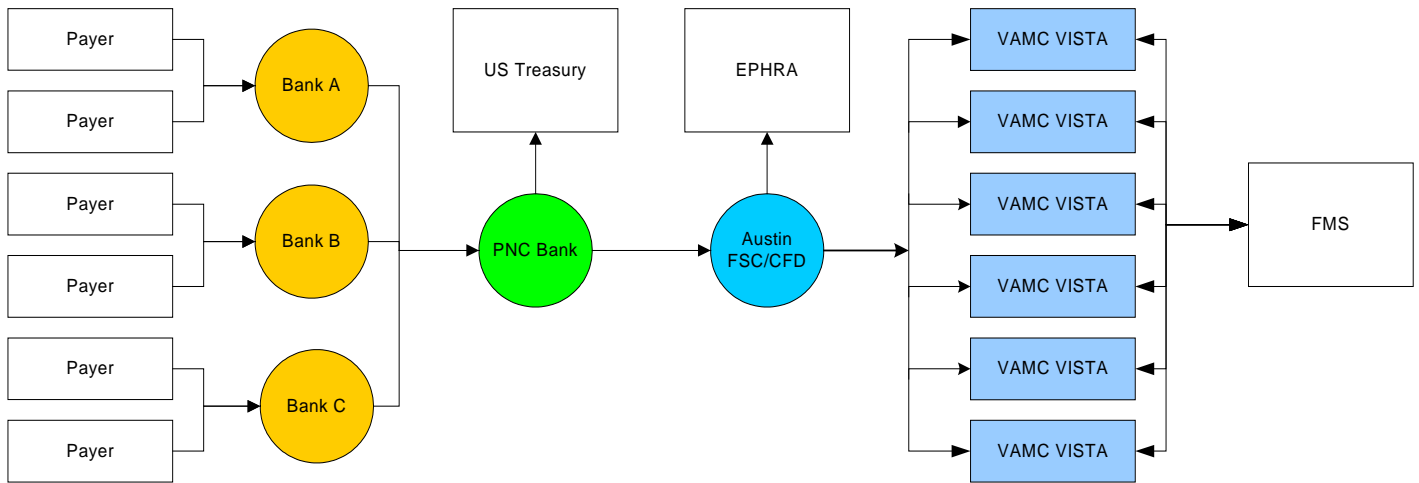 Payer
Payer
Payer
Payer
Payer
Payer
Bank A
Bank B
Bank C
US Treasury
PNC Bank
EPHRA
Austin
FSC/CFD
VAMC VISTA
VAMC VISTA
VAMC VISTA
VAMC VISTA
VAMC VISTA
VAMC VISTA
FMS